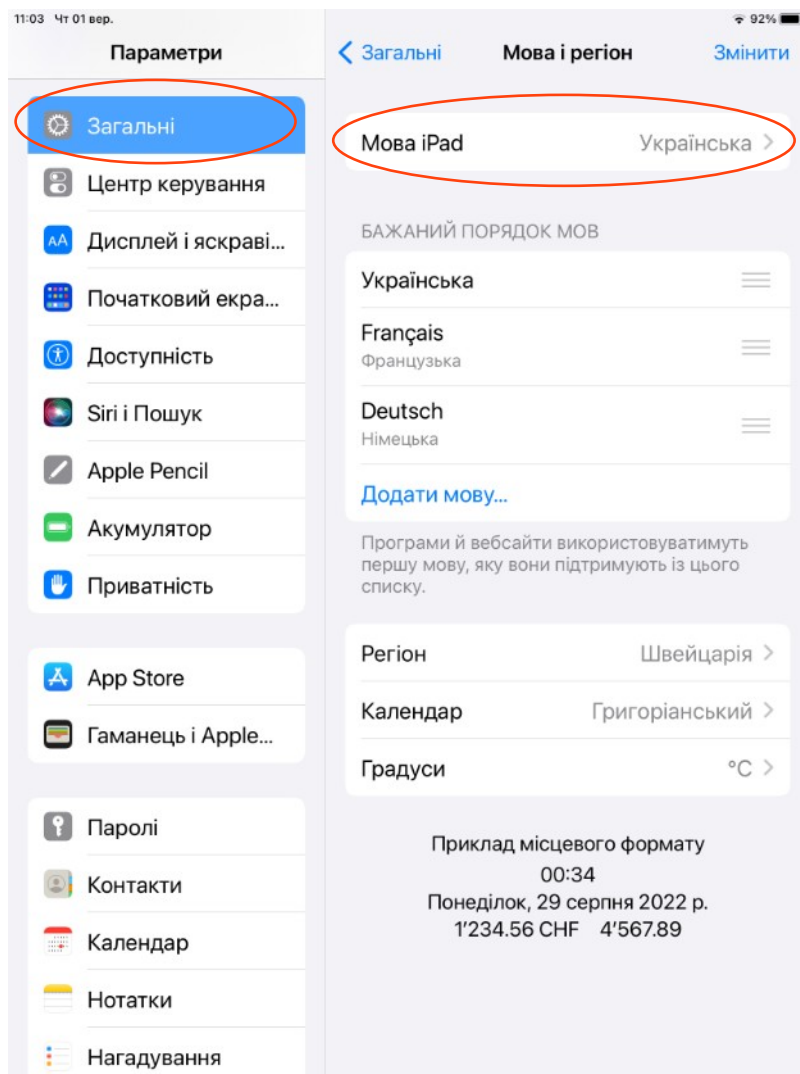 11:03 Чт 01 вер.
92%
Параметри
Загальні
Центр керування
Дисплей і яскраві...
Початковий екра...
Доступність
Siri і Пошук
Apple Pencil
Акумулятор
Приватність
App Store
Гаманець і Apple...
Паролі
Контакти
Календар
Нотатки
Нагадування
Загальні
Мова і регіон
Змінити
Мова iPad Українська
БАЖАНИЙ ПОРЯДОК МОВ
Українська
Français
Французька
Deutsch
Німецька
Додати мову...
Програми й вебсайти використовуватимуть
першу мову, яку вони підтримують із цього
списку.
Регіон Швейцарія
Календар Григоріанський
Градуси °C
Приклад місцевого формату
00:34
Понеділок, 29 серпня 2022 р.
1’234.56 CHF 4’567.89